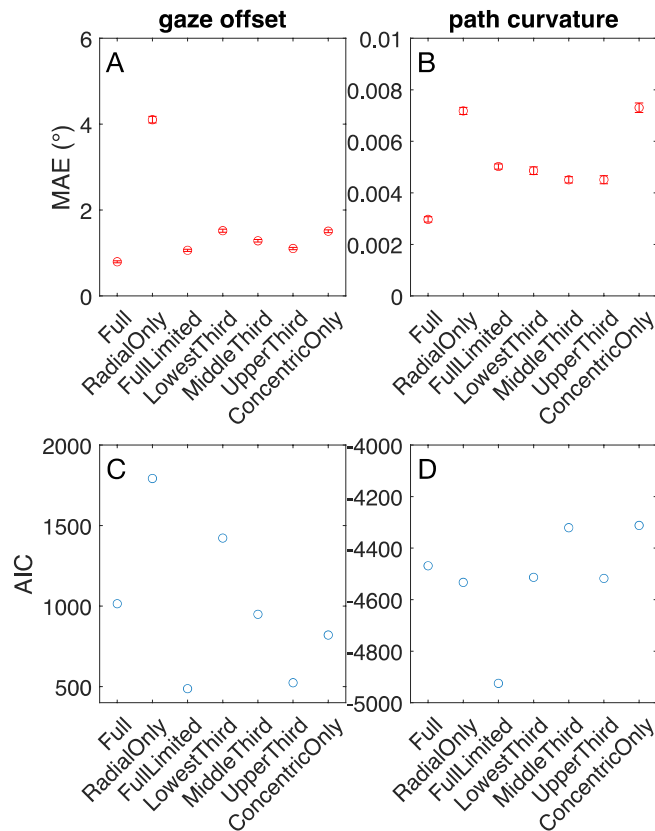 gaze offset
path curvature
A
B
MAE (°)
6
4
2
0
0.01
0.008
0.006
0.004
0.002
0
Full
RadialOnly
FullLimited
LowestThird
MiddleThird
UpperThird
ConcentricOnly
Full
RadialOnly
FullLimited
LowestThird
MiddleThird
UpperThird
ConcentricOnly
C
D
AIC
2000
1500
1000
500
-4000
-4200
-4400
-4600
-4800
-5000
Full
RadialOnly
FullLimited
LowestThird
MiddleThird
UpperThird
ConcentricOnly
Full
RadialOnly
FullLimited
LowestThird
MiddleThird
UpperThird
ConcentricOnly